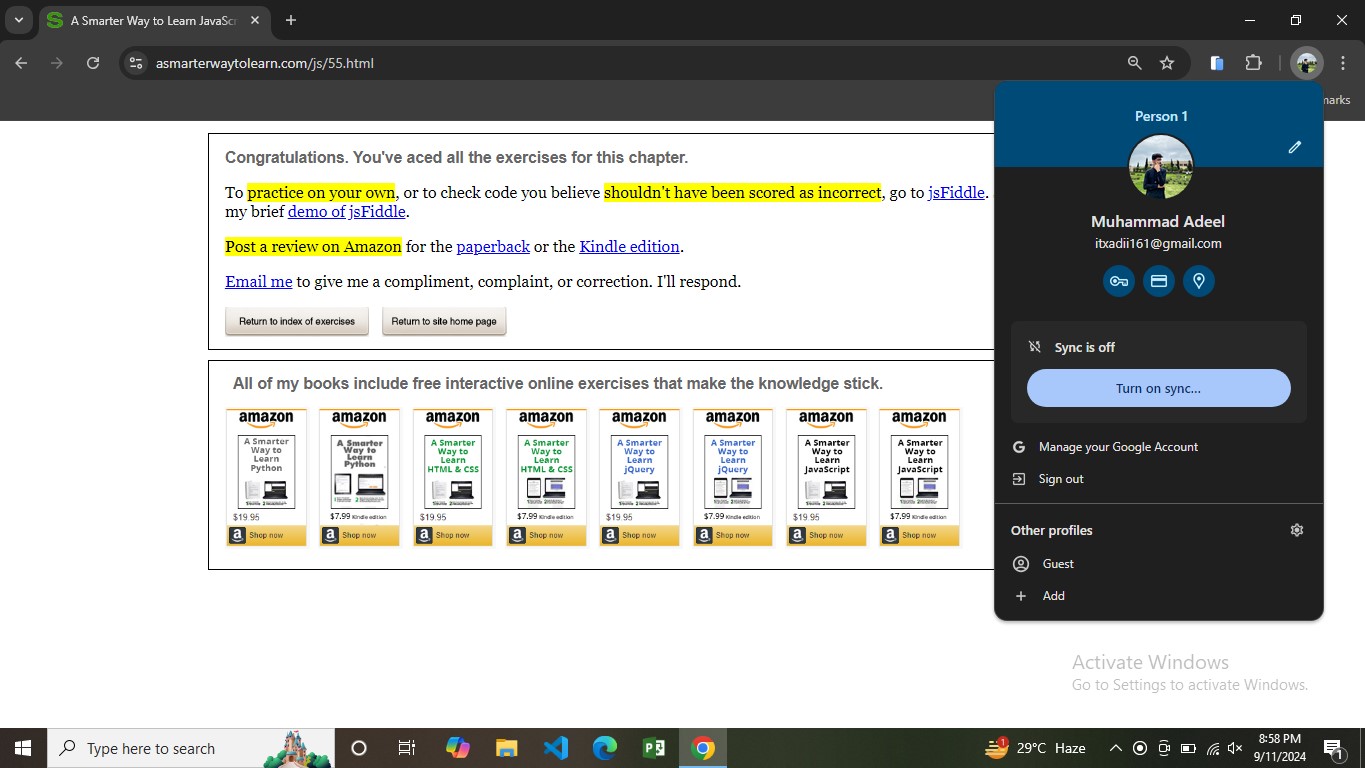 A Smarter Way to Learn JavaSc
asmarterwaytolearn.com/js/55.html
marks
Congratulations. You've aced all the exercises for this chapter.
To practice on your own, or to check code you believe shouldn't have been scored as incorrect, go to jsFiddle.
my brief demo of jsFiddle.
Post a review on Amazon for the paperback or the Kindle edition.
Email me to give me a compliment, complaint, or correction. I'll respond.
Return to index of exercises
Return to site home page
All of my books include free interactive online exercises that make the knowledge stick.
amazon amazon amazon amazon amazon amazon amazon amazon
A Smarter Way to Learn Python
A Smarter Way to Learn Python
A Smarter Way to Learn HTML & CSS
A Smarter Way to Learn HTML & CSS
A Smarter Way to Learn jQuery
A Smarter Way to Learn jQuery
A Smarter Way to Learn JavaScript
A Smarter Way to Learn JavaScript
$19.95 $7.99 Kindle edition $19.95 $7.99 Kindle edition $19.95 $7.99 Kindle edition $19.95 $7.99 Kindle edition
Shop now Shop now Shop now Shop now Shop now Shop now Shop now Shop now
Person 1
Muhammad Adeel
itxadii161@gmail.com
Sync is off
Turn on sync...
Manage your Google Account
Sign out
Other profiles
Guest
Add
Activate Windows
Go to Settings to activate Windows.
Type here to search
1
29°C Haze
8:58 PM
9/11/2024
1